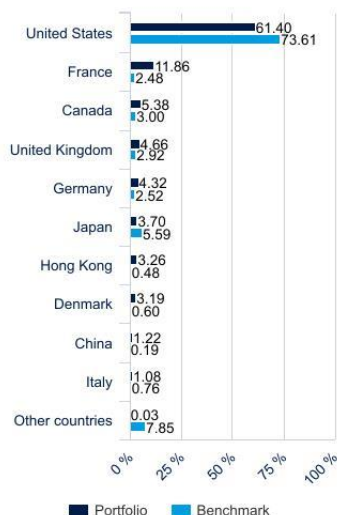 United States 61.40
73.61
France 11.86
2.48
Canada 5.38
3.00
United Kingdom 4.66
2.92
Germany 4.32
2.52
Japan 3.70
5.59
Hong Kong 3.26
0.48
Denmark 3.19
0.60
China 1.22
0.19
Italy 1.08
0.76
Other countries 0.03
7.85
0 % 25 % 50 % 75 % 100 %
Portfolio Benchmark